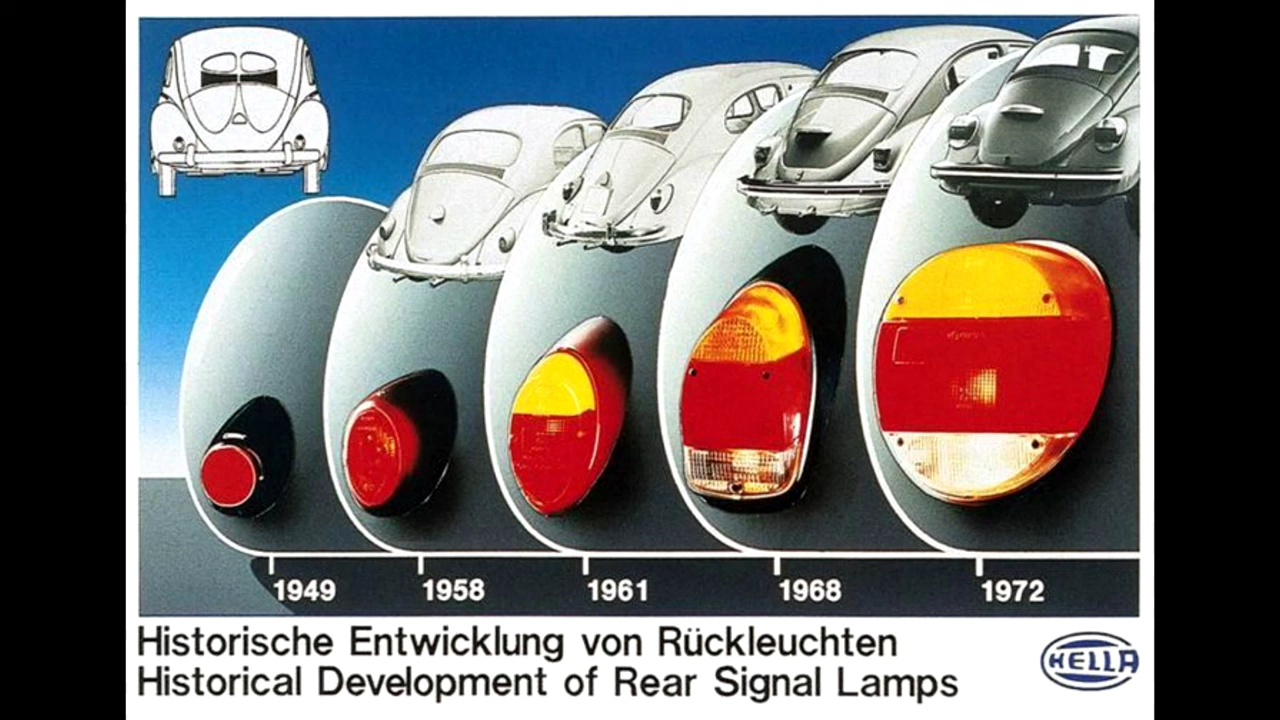 1949 1958 1961 1968 1972
Historische Entwicklung von Rückleuchten
Historical Development of Rear Signal Lamps
HELLA